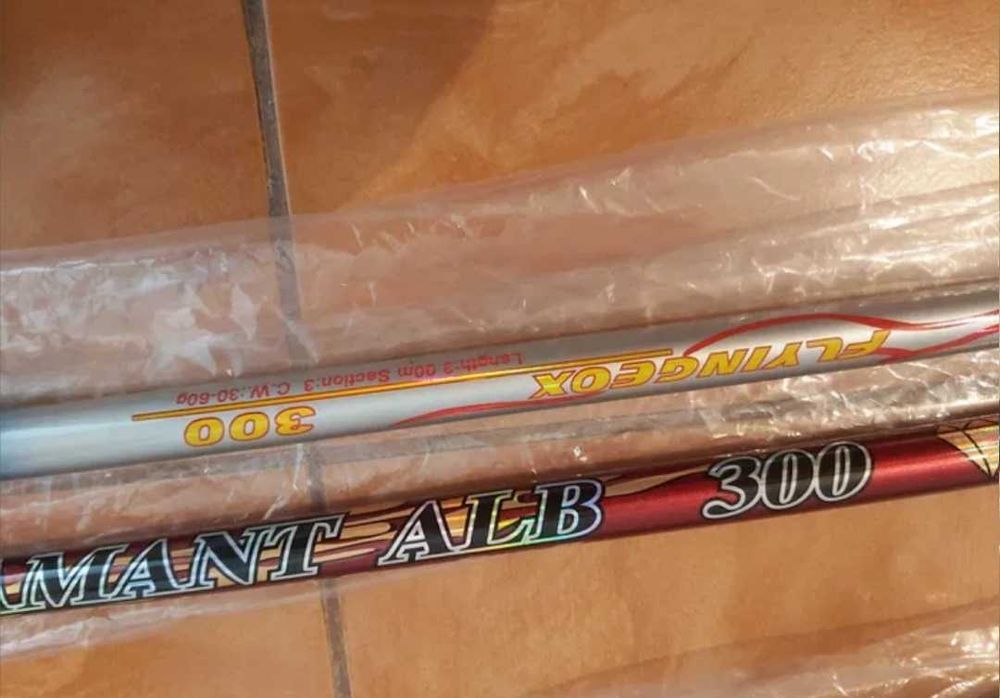 FLYINGFOX 300
Length:3.00m Section:3 C.W.:30-60g
AMANT ALB 300